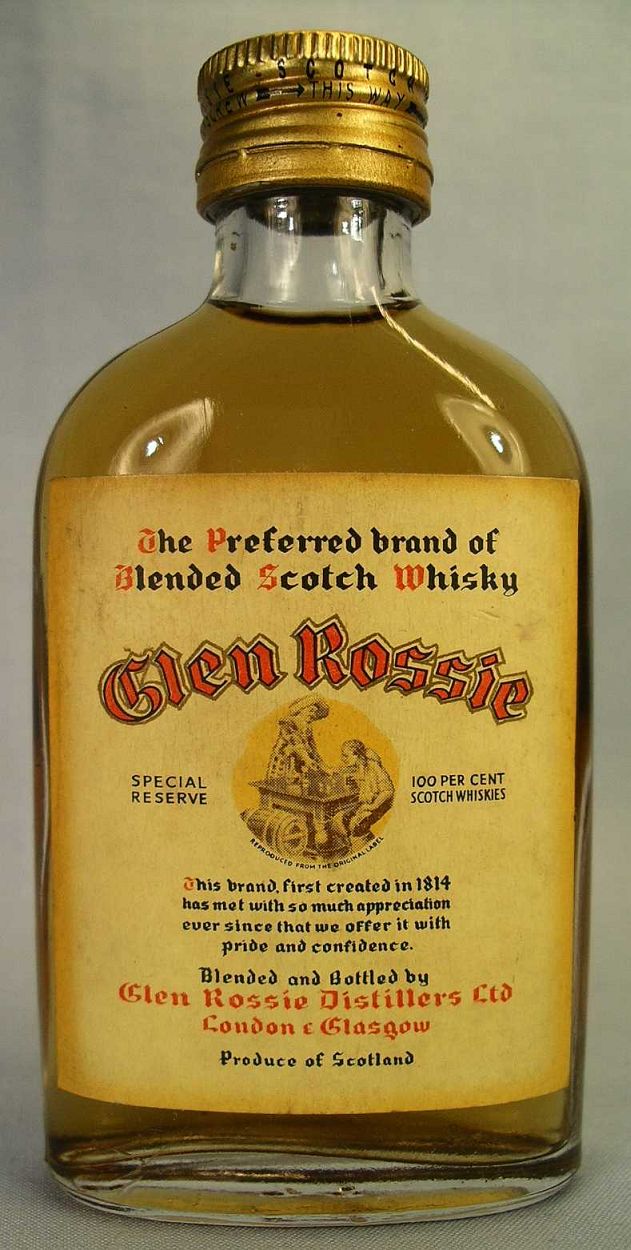 SCOTCH
THIS WAY
The Preferred brand of
Blended Scotch Whisky
Glen Rossie
SPECIAL
RESERVE
100 PER CENT
SCOTCH WHISKIES
REPRODUCED FROM THE ORIGINAL LABEL
This brand, first created in 1814
has met with so much appreciation
ever since that we offer it with
pride and confidence.
Blended and Bottled by
Glen Rossie Distillers Ltd
London & Glasgow
Produce of Scotland